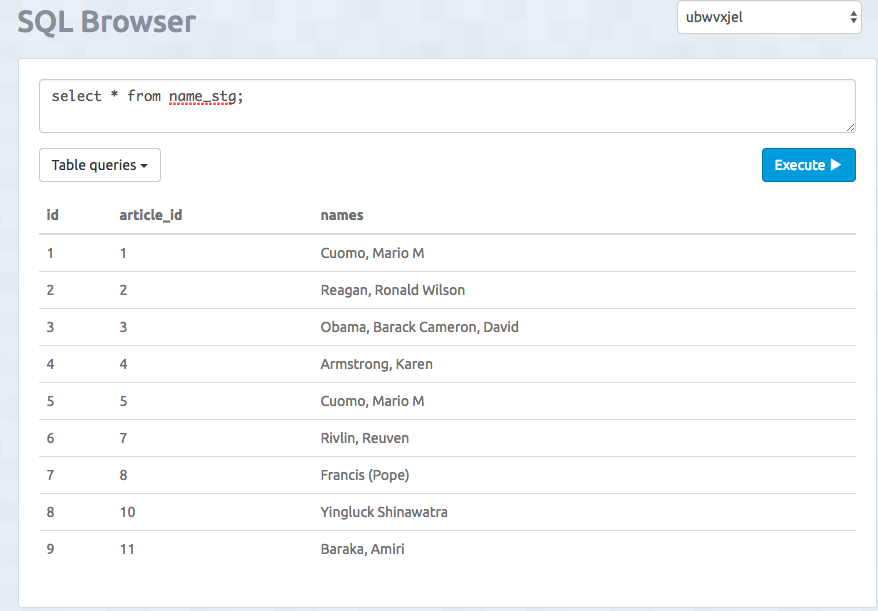 SQL Browser
ubwvxjel
select * from name_stg;
Table queries
Execute
id article_id names
1 1 Cuomo, Mario M
2 2 Reagan, Ronald Wilson
3 3 Obama, Barack Cameron, David
4 4 Armstrong, Karen
5 5 Cuomo, Mario M
6 7 Rivlin, Reuven
7 8 Francis (Pope)
8 10 Yingluck Shinawatra
9 11 Baraka, Amiri